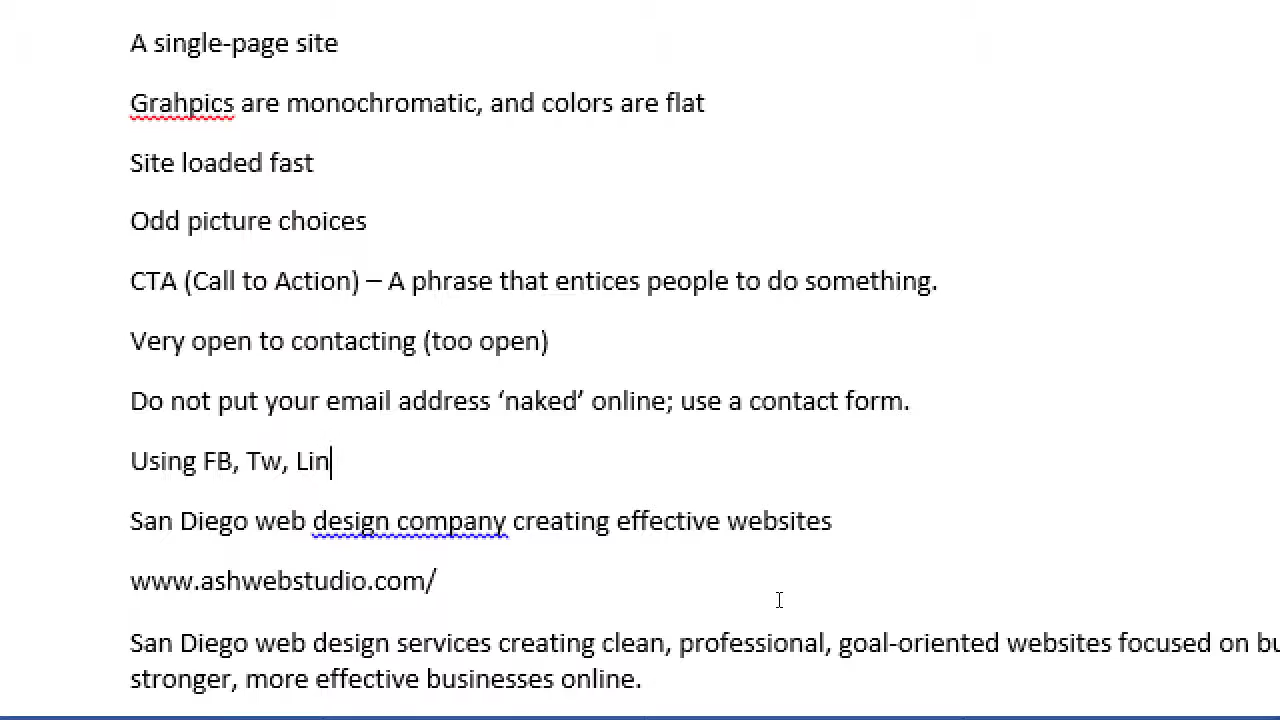 A single-page site
Grahpics are monochromatic, and colors are flat
Site loaded fast
Odd picture choices
CTA (Call to Action) – A phrase that entices people to do something.
Very open to contacting (too open)
Do not put your email address ‘naked’ online; use a contact form.
Using FB, Tw, Lin
San Diego web design company creating effective websites
www.ashwebstudio.com/
San Diego web design services creating clean, professional, goal-oriented websites focused on
stronger, more effective businesses online.